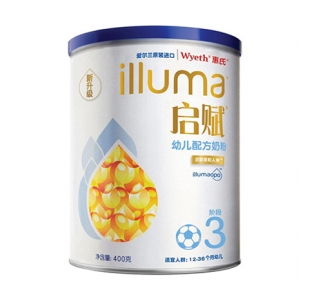 爱尔兰原装进口
Wyeth® 惠氏
新升级
illuma®
启赋
幼儿配方奶粉
illumaopo
阶段
3
净含量: 400克
适宜人群: 12-36个月幼儿